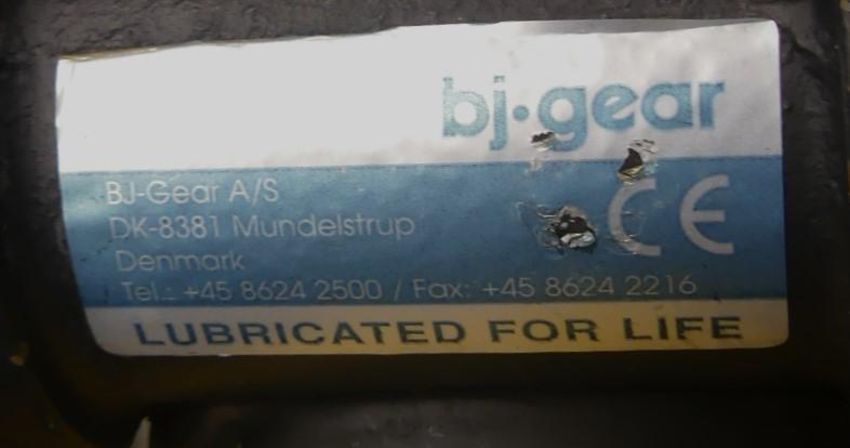 bj·gear
BJ-Gear A/S
CE
DK-8381 Mundelstrup
Denmark
Tel.: +45 8624 2500 / Fax: +45 8624 2216
LUBRICATED FOR LIFE